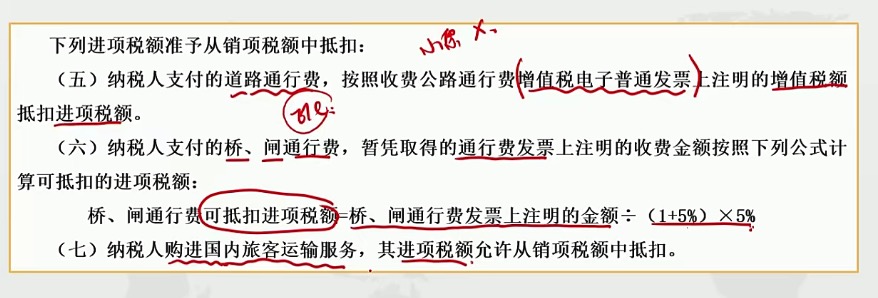 下列进项税额准予从销项税额中抵扣：
（五）纳税人支付的道路通行费，按照收费公路通行费增值税电子普通发票上注明的增值税额
抵扣进项税额。
（六）纳税人支付的桥、闸通行费，暂凭取得的通行费发票上注明的收费金额按照下列公式计
算可抵扣的进项税额：
桥、闸通行费可抵扣进项税额=桥、闸通行费发票上注明的金额÷（1+5%）×5%
（七）纳税人购进国内旅客运输服务，其进项税额允许从销项税额中抵扣。